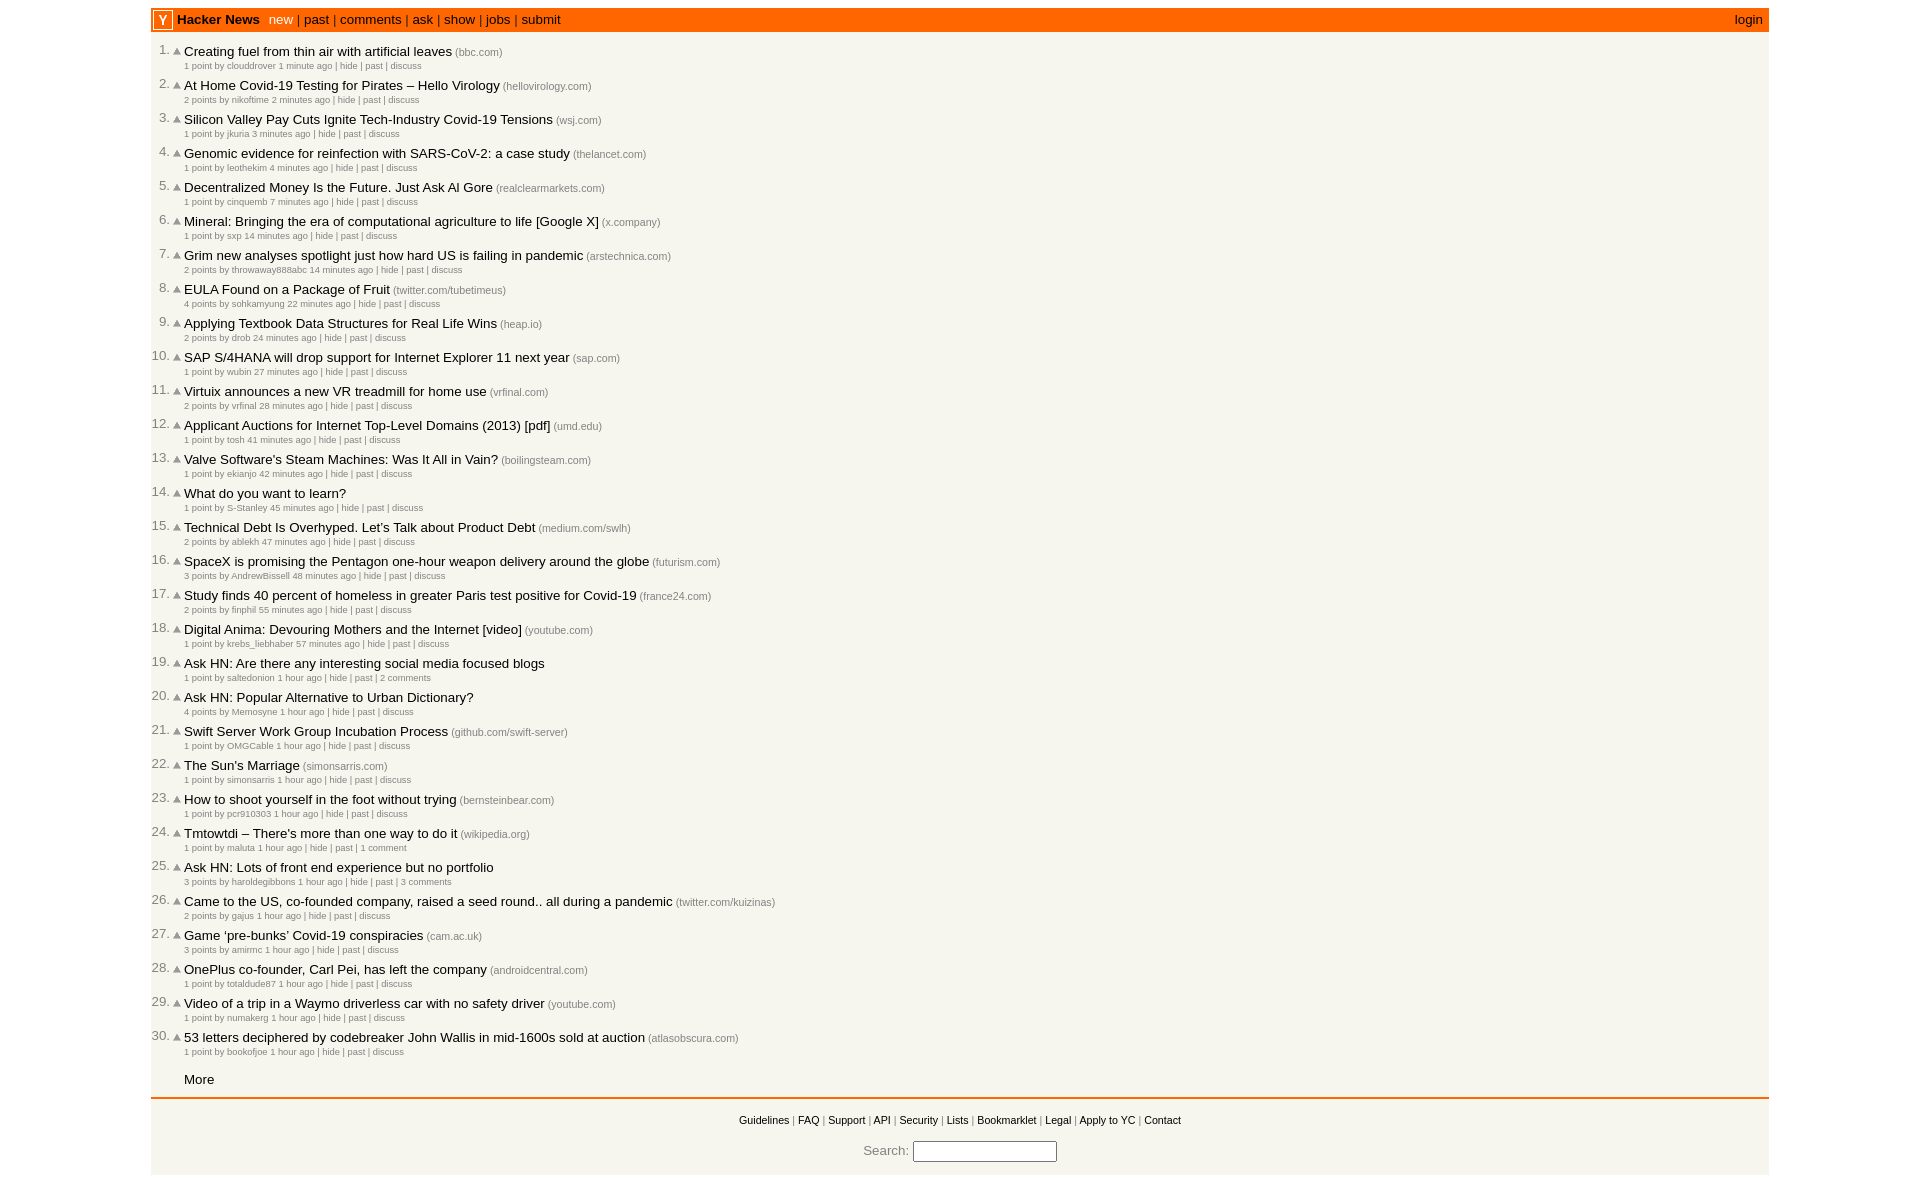 Y Hacker News new | past | comments | ask | show | jobs | submit login
1. Creating fuel from thin air with artificial leaves (bbc.com)
1 point by clouddrover 1 minute ago | hide | past | discuss
2. At Home Covid-19 Testing for Pirates – Hello Virology (hellovirology.com)
2 points by nikoftime 2 minutes ago | hide | past | discuss
3. Silicon Valley Pay Cuts Ignite Tech-Industry Covid-19 Tensions (wsj.com)
1 point by jkuria 3 minutes ago | hide | past | discuss
4. Genomic evidence for reinfection with SARS-CoV-2: a case study (thelancet.com)
1 point by leothekim 4 minutes ago | hide | past | discuss
5. Decentralized Money Is the Future. Just Ask Al Gore (realclearmarkets.com)
1 point by cinquemb 7 minutes ago | hide | past | discuss
6. Mineral: Bringing the era of computational agriculture to life [Google X] (x.company)
1 point by sxp 14 minutes ago | hide | past | discuss
7. Grim new analyses spotlight just how hard US is failing in pandemic (arstechnica.com)
2 points by throwaway888abc 14 minutes ago | hide | past | discuss
8. EULA Found on a Package of Fruit (twitter.com/tubetimeus)
4 points by sohkamyung 22 minutes ago | hide | past | discuss
9. Applying Textbook Data Structures for Real Life Wins (heap.io)
2 points by drob 24 minutes ago | hide | past | discuss
10. SAP S/4HANA will drop support for Internet Explorer 11 next year (sap.com)
1 point by wubin 27 minutes ago | hide | past | discuss
11. Virtuix announces a new VR treadmill for home use (vrfinal.com)
2 points by vrfinal 28 minutes ago | hide | past | discuss
12. Applicant Auctions for Internet Top-Level Domains (2013) [pdf] (umd.edu)
1 point by tosh 41 minutes ago | hide | past | discuss
13. Valve Software's Steam Machines: Was It All in Vain? (boilingsteam.com)
1 point by ekianjo 42 minutes ago | hide | past | discuss
14. What do you want to learn?
1 point by S-Stanley 45 minutes ago | hide | past | discuss
15. Technical Debt Is Overhyped. Let’s Talk about Product Debt (medium.com/swlh)
2 points by ablekh 47 minutes ago | hide | past | discuss
16. SpaceX is promising the Pentagon one-hour weapon delivery around the globe (futurism.com)
3 points by AndrewBissell 48 minutes ago | hide | past | discuss
17. Study finds 40 percent of homeless in greater Paris test positive for Covid-19 (france24.com)
2 points by finphil 55 minutes ago | hide | past | discuss
18. Digital Anima: Devouring Mothers and the Internet [video] (youtube.com)
1 point by krebs_liebhaber 57 minutes ago | hide | past | discuss
19. Ask HN: Are there any interesting social media focused blogs
1 point by saltedonion 1 hour ago | hide | past | 2 comments
20. Ask HN: Popular Alternative to Urban Dictionary?
4 points by Memosyne 1 hour ago | hide | past | discuss
21. Swift Server Work Group Incubation Process (github.com/swift-server)
1 point by OMGCable 1 hour ago | hide | past | discuss
22. The Sun's Marriage (simonsarris.com)
1 point by simonsarris 1 hour ago | hide | past | discuss
23. How to shoot yourself in the foot without trying (bernsteinbear.com)
1 point by pcr910303 1 hour ago | hide | past | discuss
24. Tmtowtdi – There's more than one way to do it (wikipedia.org)
1 point by maluta 1 hour ago | hide | past | 1 comment
25. Ask HN: Lots of front end experience but no portfolio
3 points by haroldegibbons 1 hour ago | hide | past | 3 comments
26. Came to the US, co-founded company, raised a seed round.. all during a pandemic (twitter.com/kuizinas)
2 points by gajus 1 hour ago | hide | past | discuss
27. Game ‘pre-bunks’ Covid-19 conspiracies (cam.ac.uk)
3 points by amirmc 1 hour ago | hide | past | discuss
28. OnePlus co-founder, Carl Pei, has left the company (androidcentral.com)
1 point by totaldude87 1 hour ago | hide | past | discuss
29. Video of a trip in a Waymo driverless car with no safety driver (youtube.com)
1 point by numakerg 1 hour ago | hide | past | discuss
30. 53 letters deciphered by codebreaker John Wallis in mid-1600s sold at auction (atlasobscura.com)
1 point by bookofjoe 1 hour ago | hide | past | discuss
More
Guidelines | FAQ | Support | API | Security | Lists | Bookmarklet | Legal | Apply to YC | Contact
Search: